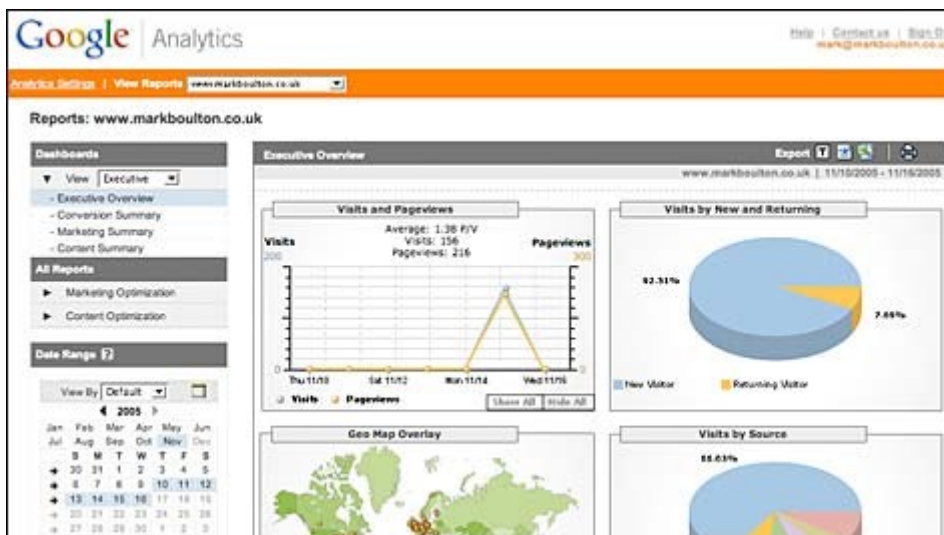 Google Analytics
Help | Contact us | Sign O
mark@markboulton.co.u
Analytics Settings | View Reports www.markboulton.co.uk
Reports: www.markboulton.co.uk
Dashboards
View Executive
- Executive Overview
- Conversion Summary
- Marketing Summary
- Content Summary
All Reports
Marketing Optimization
Content Optimization
Date Range ?
View By Default
2005
Jan Feb Mar Apr May Jun
Jul Aug Sep Oct Nov Dec
S M T W T F S
30 31 1 2 3 4 5
6 7 8 9 10 11 12
13 14 15 16 17 18 19
20 21 22 23 24 25 26
27 28 29 30 1 2 3
Executive Overview
Export T
www.markboulton.co.uk | 11/10/2005 - 11/16/2005
Visits and Pageviews
Average: 1.38 P/V
Visits: 156
Pageviews: 216
Visits
200
Pageviews
300
0
0
Thu 11/10 Sat 11/12 Mon 11/14 Wed 11/16
Visits Pageviews
Show All Hide All
Visits by New and Returning
92.31%
7.69%
New Visitor Returning Visitor
Geo Map Overlay
Visits by Source